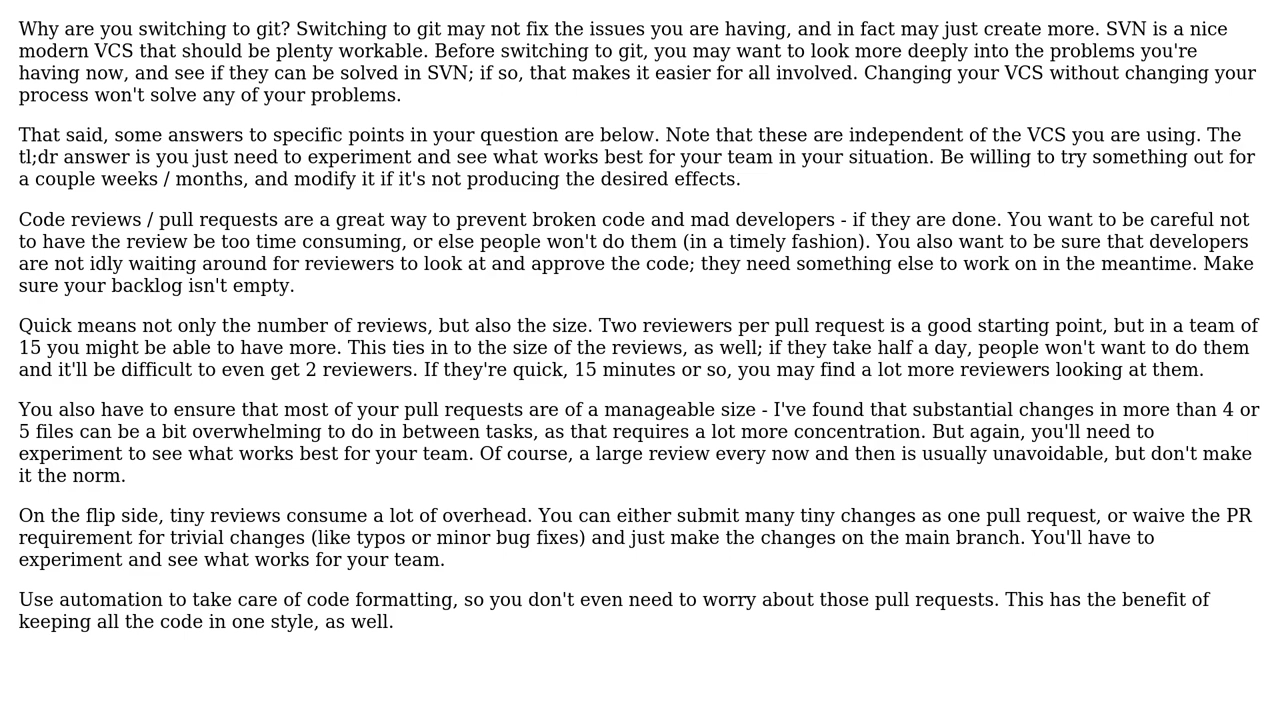 Why are you switching to git? Switching to git may not fix the issues you are having, and in fact may just create more. SVN is a nice
modern VCS that should be plenty workable. Before switching to git, you may want to look more deeply into the problems you're
having now, and see if they can be solved in SVN; if so, that makes it easier for all involved. Changing your VCS without changing your
process won't solve any of your problems.
That said, some answers to specific points in your question are below. Note that these are independent of the VCS you are using. The
tl;dr answer is you just need to experiment and see what works best for your team in your situation. Be willing to try something out for
a couple weeks / months, and modify it if it's not producing the desired effects.
Code reviews / pull requests are a great way to prevent broken code and mad developers - if they are done. You want to be careful not
to have the review be too time consuming, or else people won't do them (in a timely fashion). You also want to be sure that developers
are not idly waiting around for reviewers to look at and approve the code; they need something else to work on in the meantime. Make
sure your backlog isn't empty.
Quick means not only the number of reviews, but also the size. Two reviewers per pull request is a good starting point, but in a team of
15 you might be able to have more. This ties in to the size of the reviews, as well; if they take half a day, people won't want to do them
and it'll be difficult to even get 2 reviewers. If they're quick, 15 minutes or so, you may find a lot more reviewers looking at them.
You also have to ensure that most of your pull requests are of a manageable size - I've found that substantial changes in more than 4 or
5 files can be a bit overwhelming to do in between tasks, as that requires a lot more concentration. But again, you'll need to
experiment to see what works best for your team. Of course, a large review every now and then is usually unavoidable, but don't make
it the norm.
On the flip side, tiny reviews consume a lot of overhead. You can either submit many tiny changes as one pull request, or waive the PR
requirement for trivial changes (like typos or minor bug fixes) and just make the changes on the main branch. You'll have to
experiment and see what works for your team.
Use automation to take care of code formatting, so you don't even need to worry about those pull requests. This has the benefit of
keeping all the code in one style, as well.